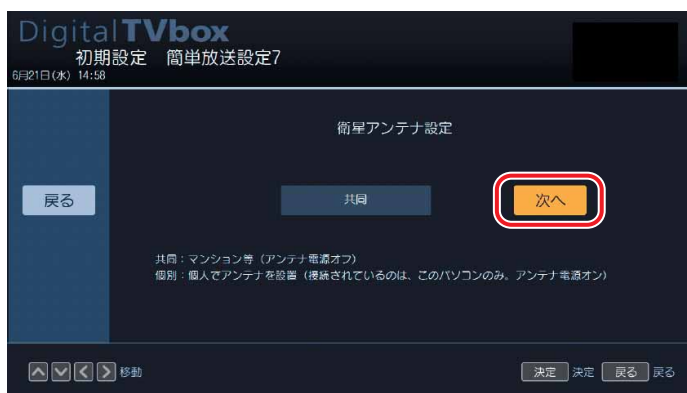 DigitalTVbox
初期設定 簡単放送設定7
6月21日(水) 14:58
衛星アンテナ設定
戻る
共同
次へ
共同：マンション等（アンテナ電源オフ）
個別：個人でアンテナを設置（接続されているのは、このパソコンのみ。アンテナ電源オン）
移動
決定 決定 戻る 戻る